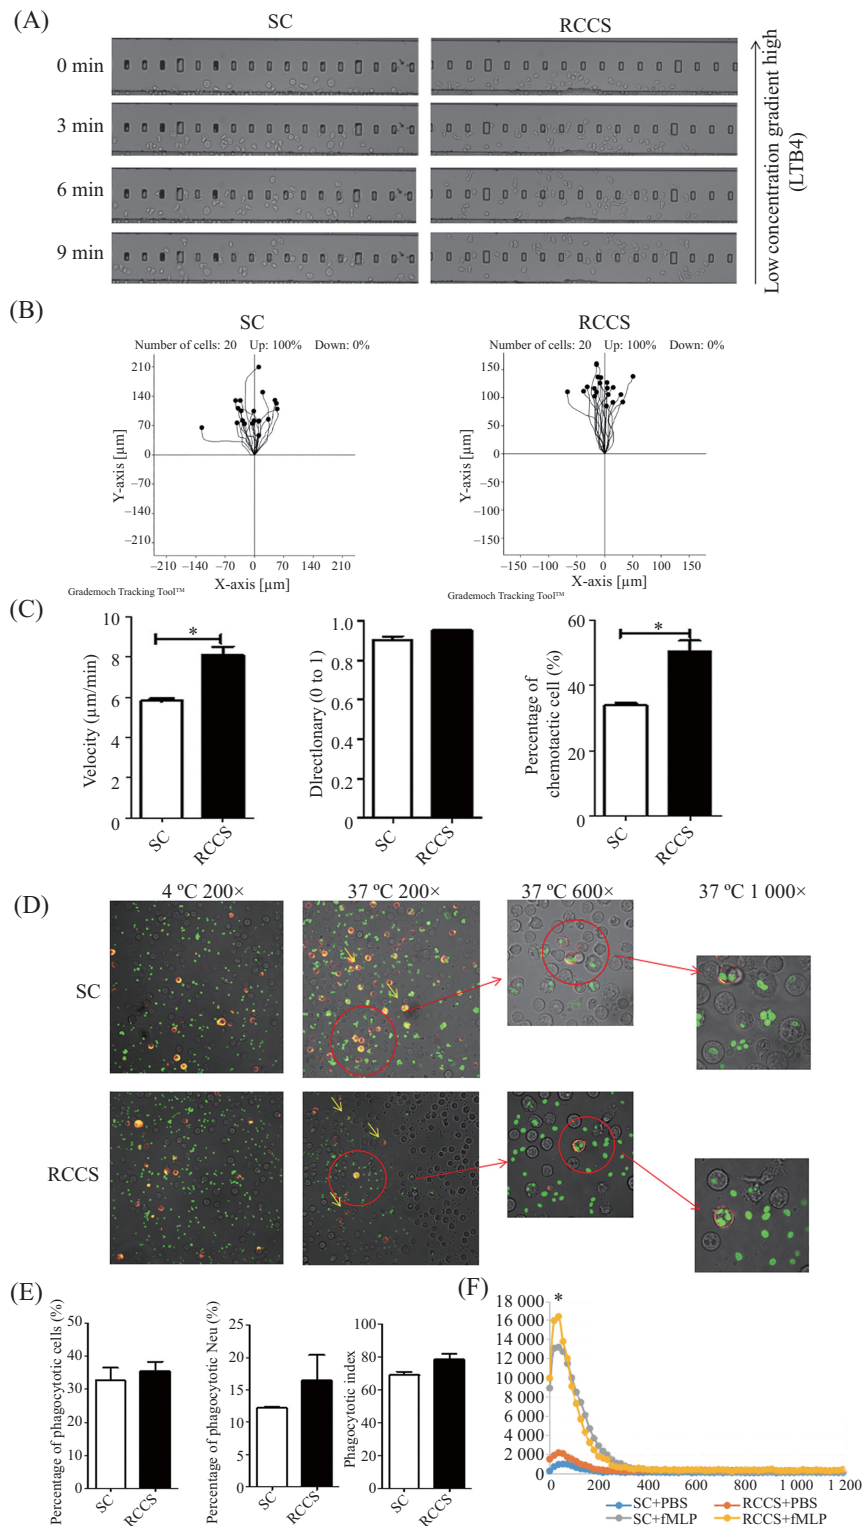 (A)
SC
RCCS
0 min
3 min
6 min
9 min
Low concentration gradient high
(LTB4)
(B)
SC
RCCS
Number of cells: 20 Up: 100% Down: 0%
Number of cells: 20 Up: 100% Down: 0%
210
140
70
0
−70
−140
−210
Y-axis [µm]
−210 −140 −70 0 70 140 210
X-axis [µm]
150
100
50
0
−50
−100
−150
Y-axis [µm]
−150 −100 −50 0 50 100 150
X-axis [µm]
Grademoch Tracking Tool™
Grademoch Tracking Tool™
(C)
Velocity (µm/min)
10
8
6
4
2
0
*
SC
RCCS
DIrectlonary (0 to 1)
1.0
0.8
0.6
0.4
0.2
0
SC
RCCS
Percentage of
chemotactic cell (%)
60
40
20
0
*
SC
RCCS
(D)
4 ºC 200×
37 ºC 200×
37 ºC 600×
37 ºC 1 000×
SC
RCCS
(E)
Percentage of phagocytotic cells (%)
50
40
30
20
10
0
SC
RCCS
Percentage of phagocytotic Neu (%)
25
20
15
10
5
0
SC
RCCS
Phagocytotic index
100
80
60
40
20
0
SC
RCCS
(F)
*
18 000
16 000
14 000
12 000
10 000
8 000
6 000
4 000
2 000
0
0 200 400 600 800 1 000 1 200
SC+PBS RCCS+PBS
SC+fMLP RCCS+fMLP